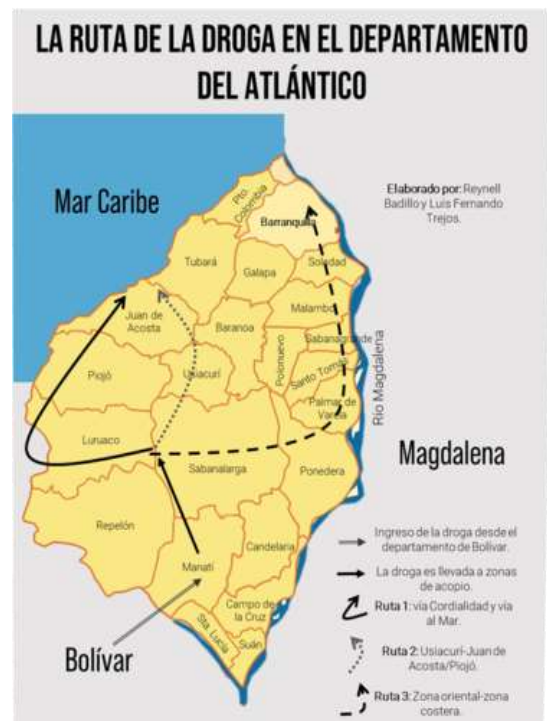 LA RUTA DE LA DROGA EN EL DEPARTAMENTO
DEL ATLÁNTICO
Mar Caribe
Elaborado por: Reynell
Badillo y Luis Fernando
Trejos.
Pto.
Colombia
Barranquilla
Tubará
Galapa
Soledad
Juan de
Acosta
Malambo
Baranoa
Sabanagrande
Polonuevo
Santo Tomás
Piojó
Usiacurí
Palmar de
Varela
Río Magdalena
Luruaco
Sabanalarga
Ponedera
Magdalena
Repelón
Candelaria
Manatí
Campo de
la Cruz
Sta. Lucía
Suán
Bolívar
Ingreso de la droga desde el
departamento de Bolívar.
La droga es llevada a zonas
de acopio.
Ruta 1: vía Cordialidad y vía
al Mar.
Ruta 2: Usiacurí-Juan de
Acosta/Piojó.
Ruta 3: Zona oriental-zona
costera.